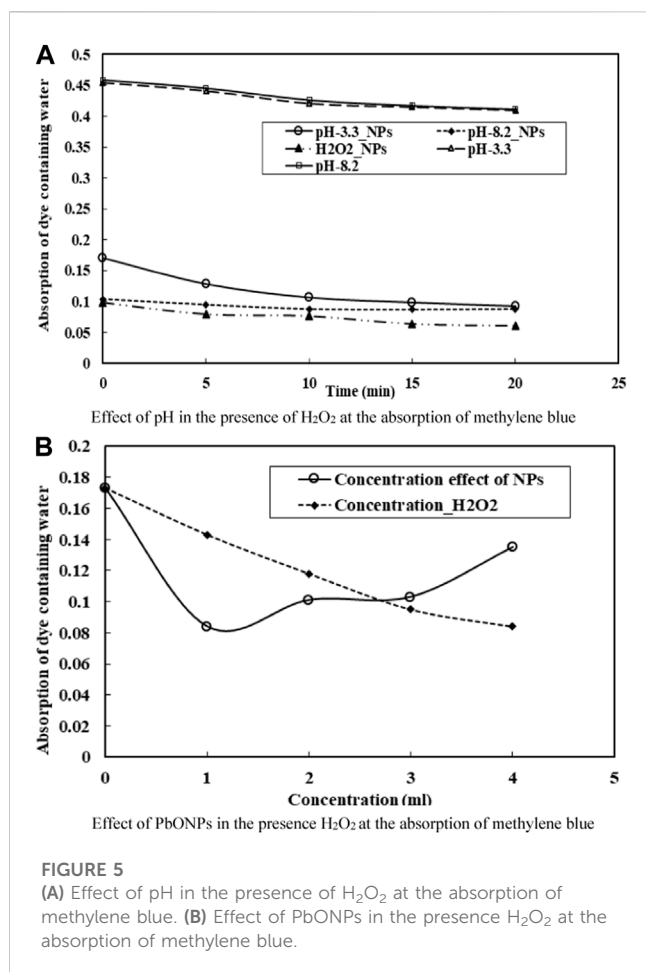 A
0.5
0.45
0.4
0.35
0.3
0.25
0.2
0.15
0.1
0.05
0
Absorption of dye containing water
pH-3.3_NPs
pH-8.2_NPs
H2O2_NPs
pH-3.3
pH-8.2
0 5 10 15 20 25
Time (min)
Effect of pH in the presence of H₂O₂ at the absorption of methylene blue
B
0.2
0.18
0.16
0.14
0.12
0.1
0.08
0.06
0.04
0.02
0
Absorption of dye containing water
Concentration effect of NPs
Concentration_H2O2
0 1 2 3 4 5
Concentration (ml)
Effect of PbONPs in the presence H₂O₂ at the absorption of methylene blue
FIGURE 5
(A) Effect of pH in the presence of H₂O₂ at the absorption of
methylene blue. (B) Effect of PbONPs in the presence H₂O₂ at the
absorption of methylene blue.